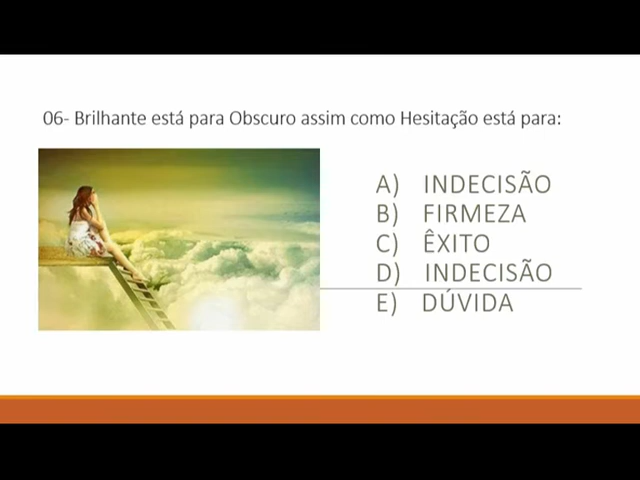 06- Brilhante está para Obscuro assim como Hesitação está para:
A) INDECISÃO
B) FIRMEZA
C) ÊXITO
D) INDECISÃO
E) DÚVIDA